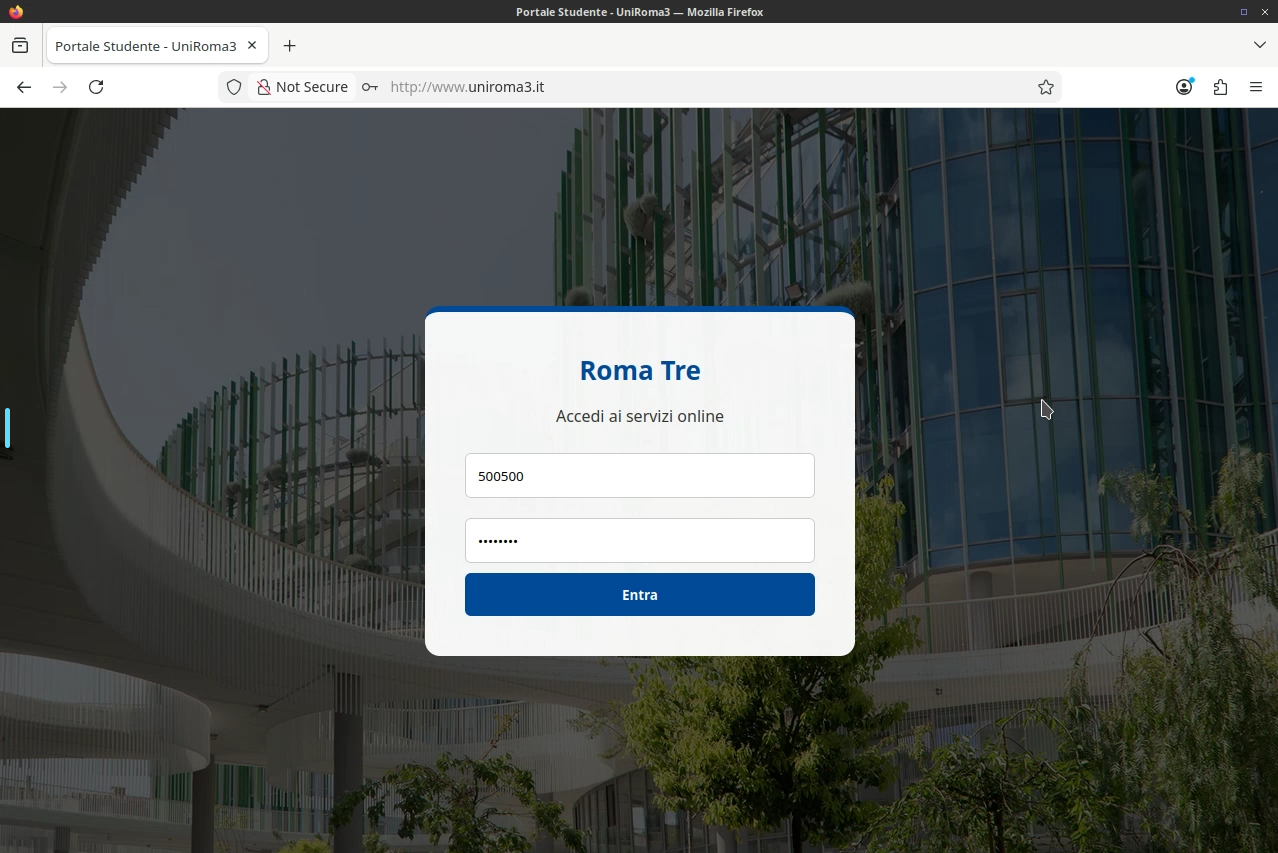 Portale Studente - UniRoma3 — Mozilla Firefox
Portale Studente - UniRoma3
Not Secure
http://www.uniroma3.it
Roma Tre
Accedi ai servizi online
500500
••••••••
Entra